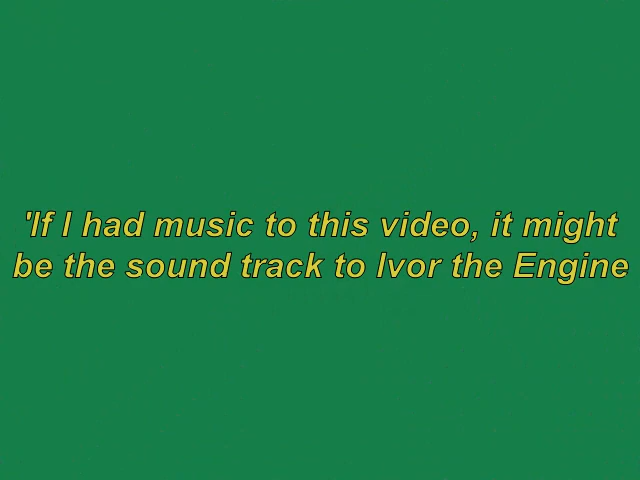 'If I had music to this video, it might
be the sound track to Ivor the Engine